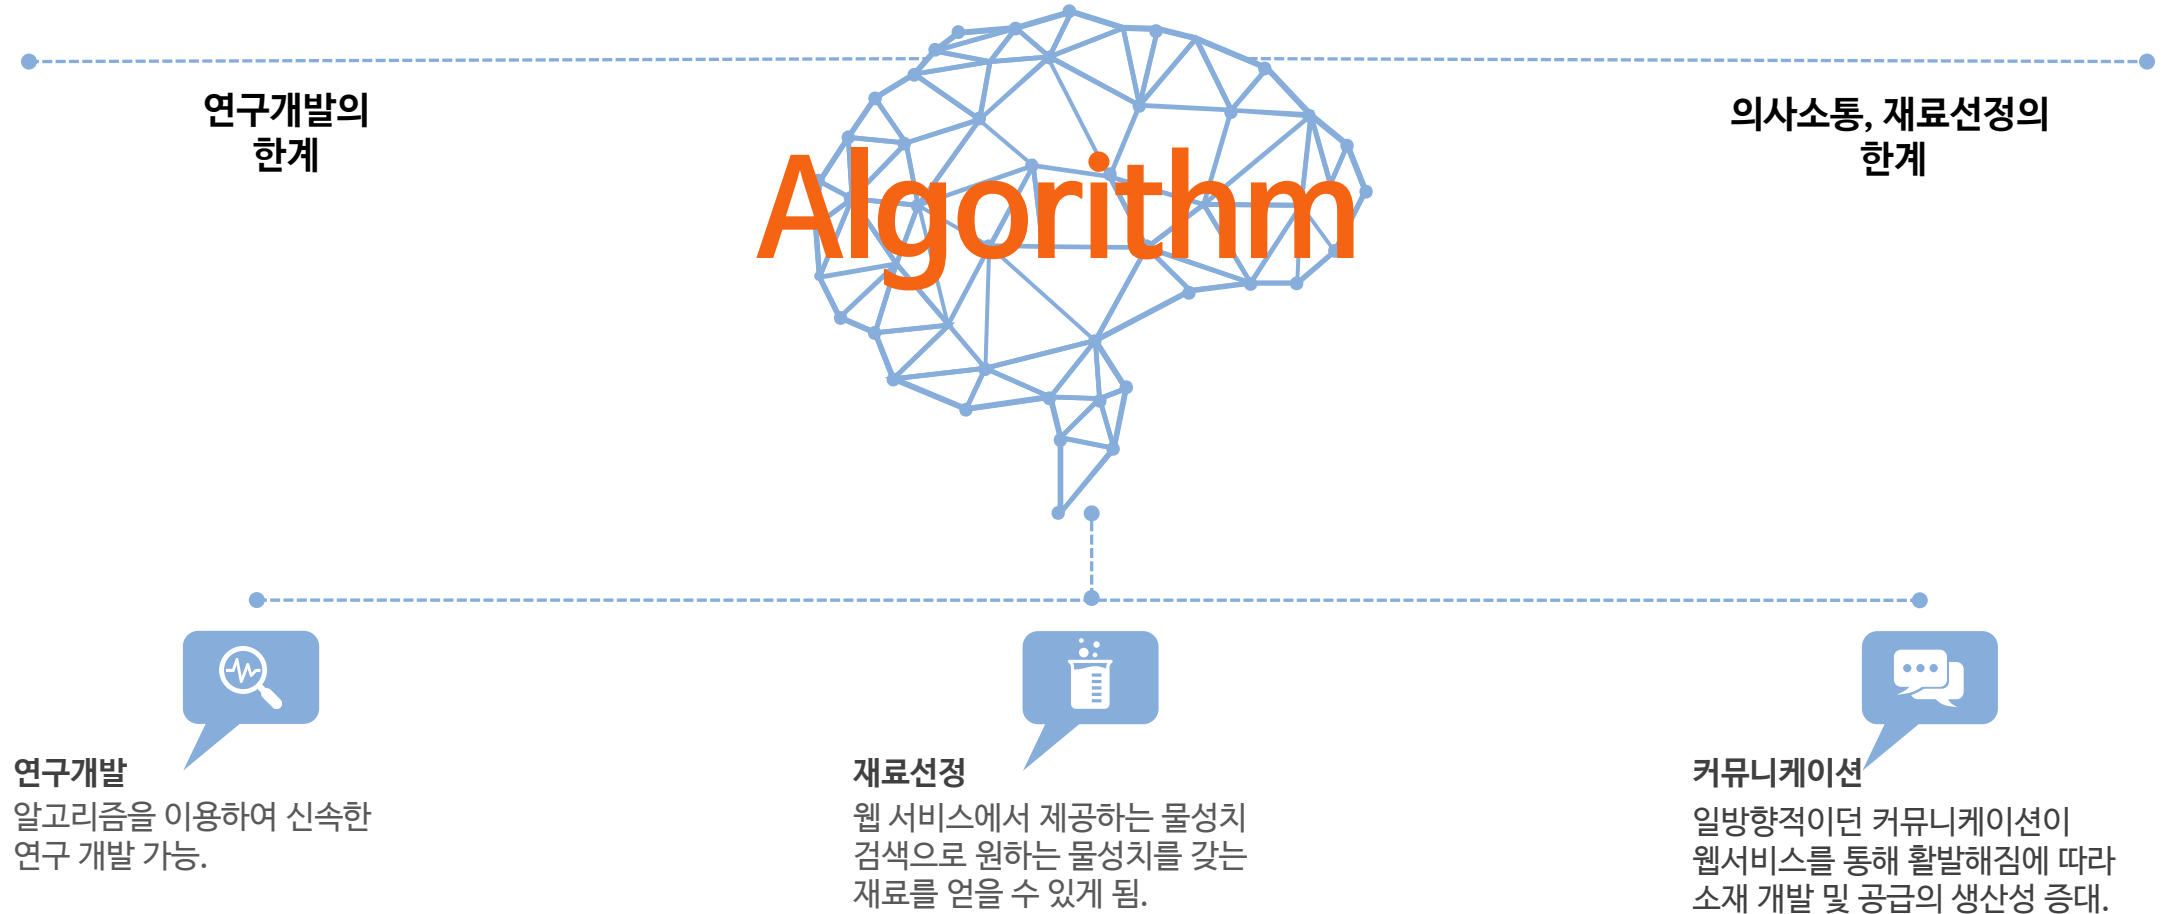 연구개발의
한계
Algorithm
의사소통, 재료선정의
한계
연구개발
알고리즘을 이용하여 신속한
연구 개발 가능.
재료선정
웹 서비스에서 제공하는 물성치
검색으로 원하는 물성치를 갖는
재료를 얻을 수 있게 됨.
커뮤니케이션
일방향적이던 커뮤니케이션이
웹서비스를 통해 활발해짐에 따라
소재 개발 및 공급의 생산성 증대.